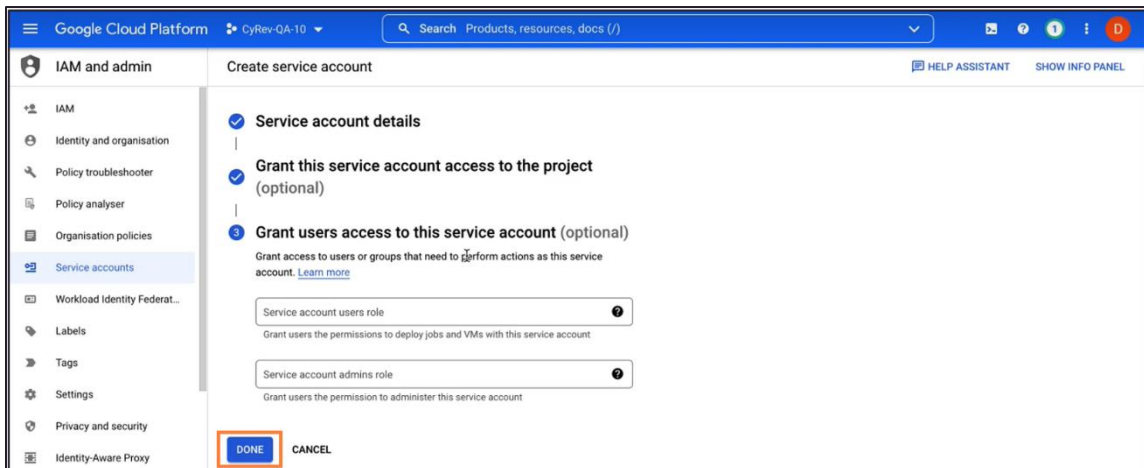 Google Cloud Platform CyRev-QA-10 Search Products, resources, docs (/) 1 D
IAM and admin
Create service account
HELP ASSISTANT SHOW INFO PANEL
IAM
Identity and organisation
Policy troubleshooter
Policy analyser
Organisation policies
Service accounts
Workload Identity Federat...
Labels
Tags
Settings
Privacy and security
Identity-Aware Proxy
Service account details
Grant this service account access to the project
(optional)
3 Grant users access to this service account (optional)
Grant access to users or groups that need to perform actions as this service
account. Learn more
Service account users role
Grant users the permissions to deploy jobs and VMs with this service account
Service account admins role
Grant users the permission to administer this service account
DONE CANCEL